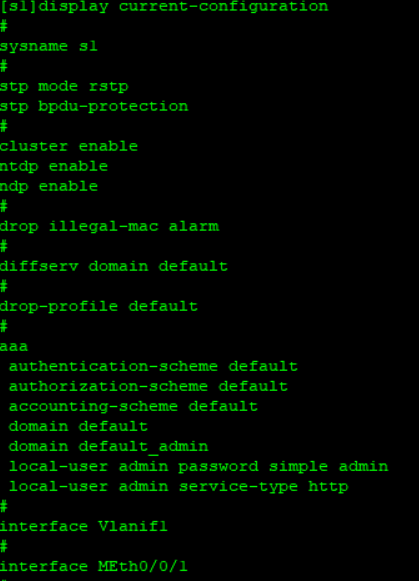 [s1]display current-configuration
#
sysname s1
#
stp mode rstp
stp bpdu-protection
#
cluster enable
ntdp enable
ndp enable
#
drop illegal-mac alarm
#
diffserv domain default
#
drop-profile default
#
aaa
 authentication-scheme default
 authorization-scheme default
 accounting-scheme default
 domain default
 domain default_admin
 local-user admin password simple admin
 local-user admin service-type http
#
interface Vlanif1
#
interface MEth0/0/1